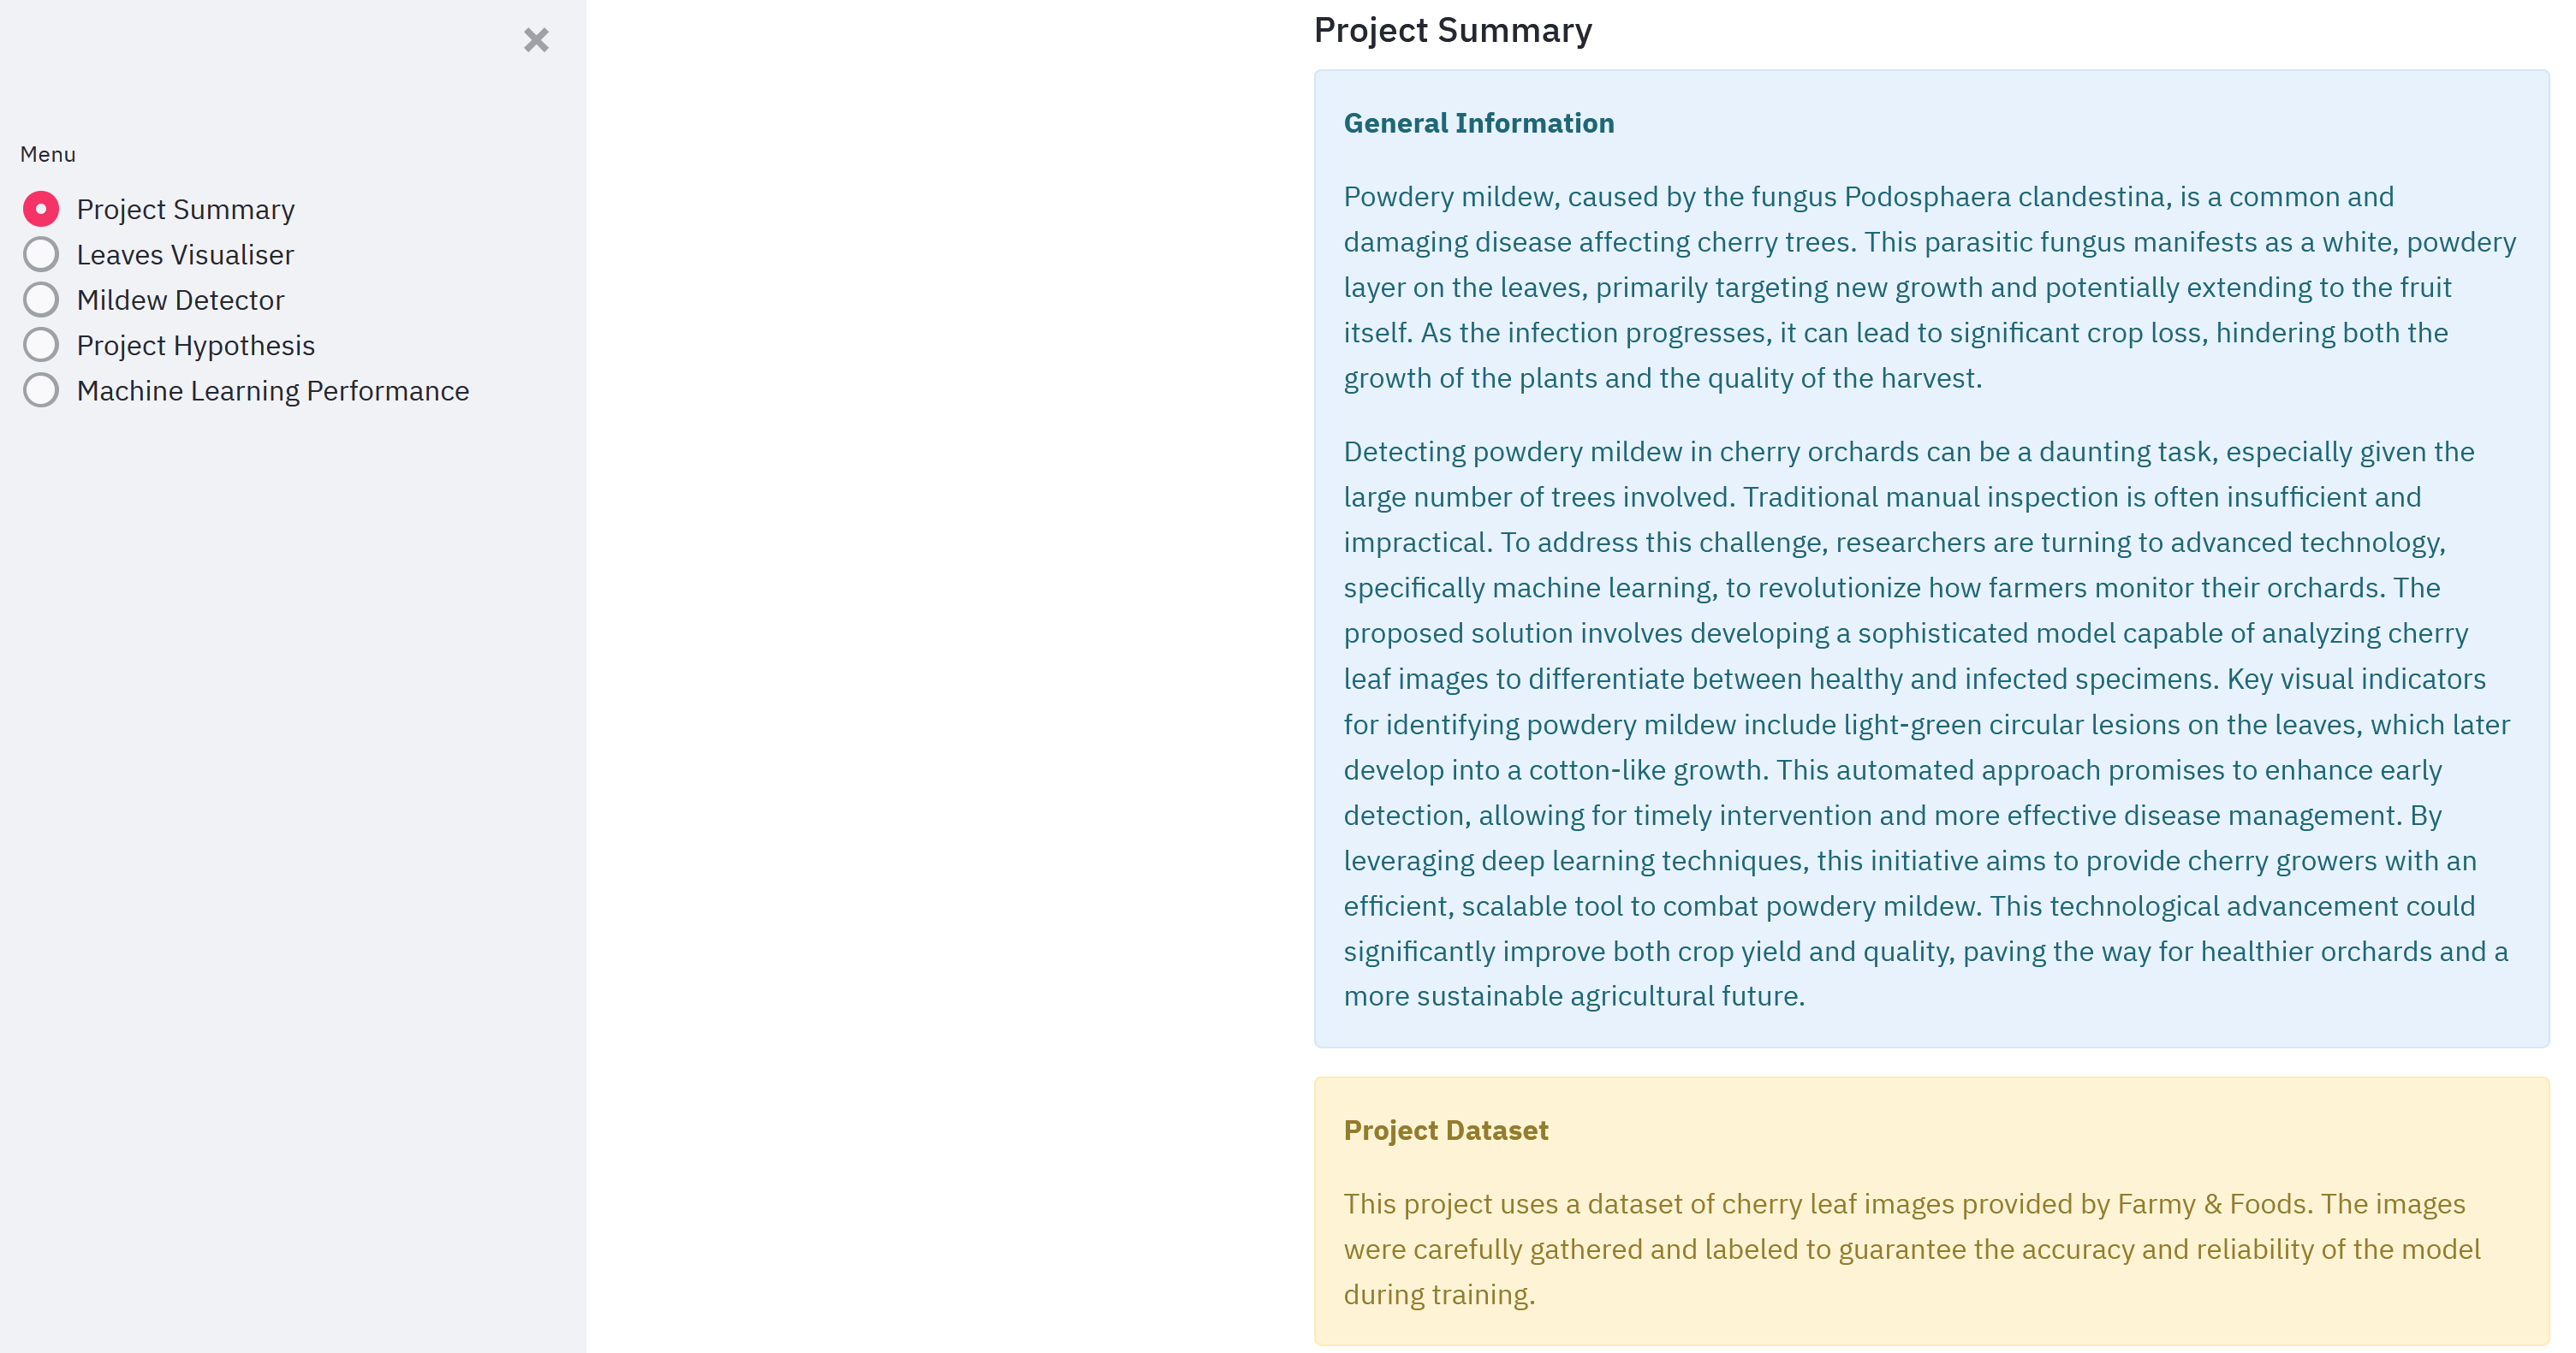 Menu
Project Summary
Leaves Visualiser
Mildew Detector
Project Hypothesis
Machine Learning Performance
Project Summary
General Information
Powdery mildew, caused by the fungus Podosphaera clandestina, is a common and
damaging disease affecting cherry trees. This parasitic fungus manifests as a white, powdery
layer on the leaves, primarily targeting new growth and potentially extending to the fruit
itself. As the infection progresses, it can lead to significant crop loss, hindering both the
growth of the plants and the quality of the harvest.
Detecting powdery mildew in cherry orchards can be a daunting task, especially given the
large number of trees involved. Traditional manual inspection is often insufficient and
impractical. To address this challenge, researchers are turning to advanced technology,
specifically machine learning, to revolutionize how farmers monitor their orchards. The
proposed solution involves developing a sophisticated model capable of analyzing cherry
leaf images to differentiate between healthy and infected specimens. Key visual indicators
for identifying powdery mildew include light-green circular lesions on the leaves, which later
develop into a cotton-like growth. This automated approach promises to enhance early
detection, allowing for timely intervention and more effective disease management. By
leveraging deep learning techniques, this initiative aims to provide cherry growers with an
efficient, scalable tool to combat powdery mildew. This technological advancement could
significantly improve both crop yield and quality, paving the way for healthier orchards and a
more sustainable agricultural future.
Project Dataset
This project uses a dataset of cherry leaf images provided by Farmy & Foods. The images
were carefully gathered and labeled to guarantee the accuracy and reliability of the model
during training.